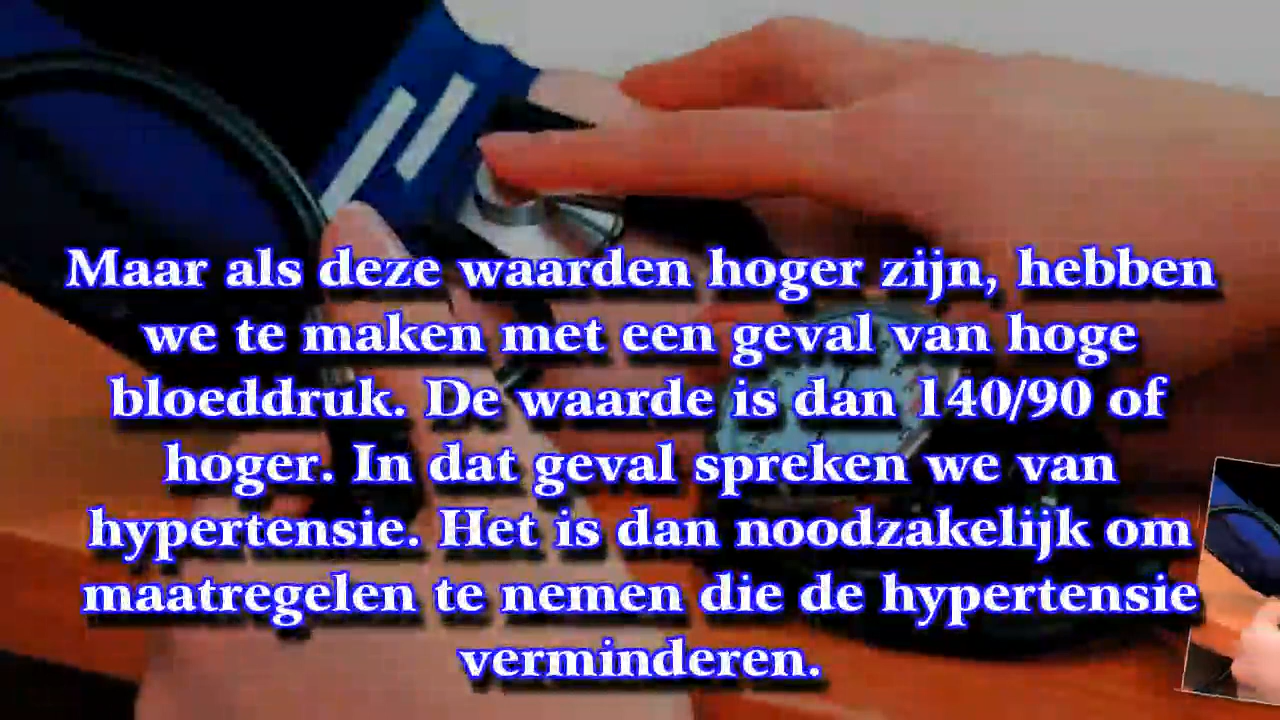 Maar als deze waarden hoger zijn, hebben
we te maken met een geval van hoge
bloeddruk. De waarde is dan 140/90 of
hoger. In dat geval spreken we van
hypertensie. Het is dan noodzakelijk om
maatregelen te nemen die de hypertensie
verminderen.